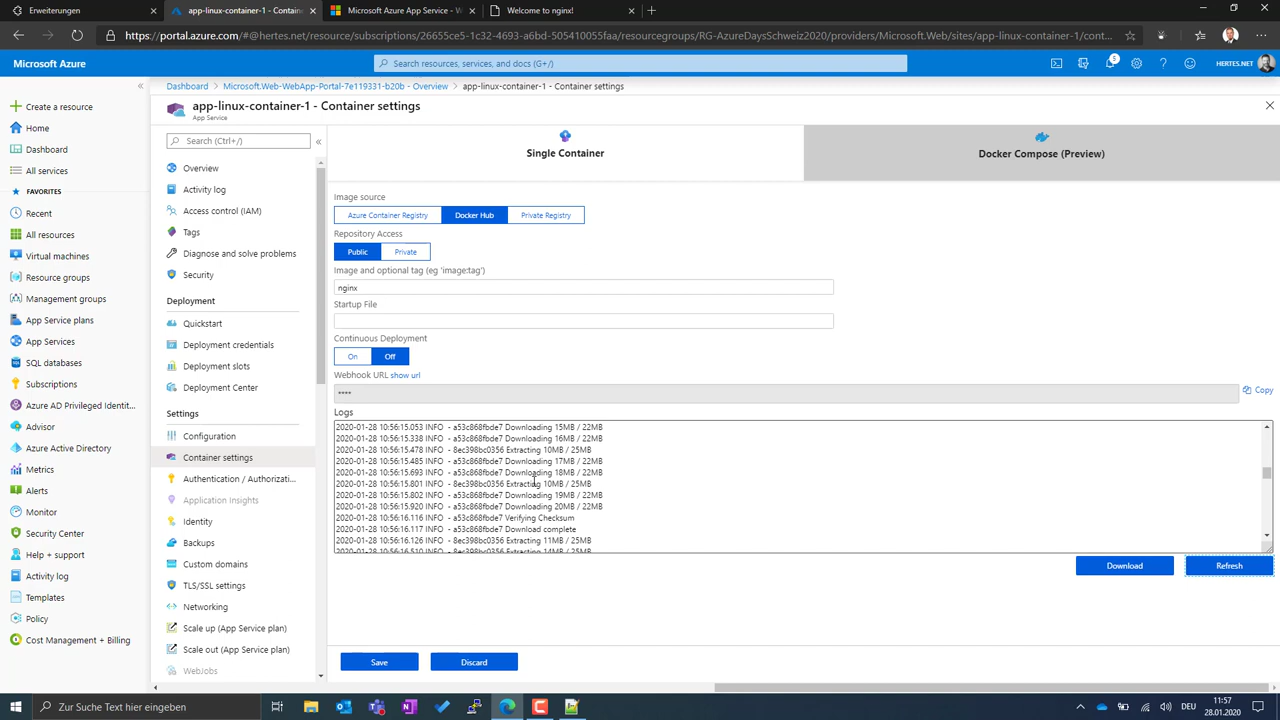 Erweiterungen
app-linux-container-1 - Contain
Microsoft Azure App Service - W
Welcome to nginx!
https://portal.azure.com/#@hertes.net/resource/subscriptions/26655ce5-1c32-4693-a6bd-505410055faa/resourcegroups/RG-AzureDaysSchweiz2020/providers/Microsoft.Web/sites/app-linux-container-1/contain...
Microsoft Azure
Search resources, services, and docs (G+/)
5
HERTES.NET
Dashboard > Microsoft.Web-WebApp-Portal-7e119331-b20b - Overview > app-linux-container-1 - Container settings
app-linux-container-1 - Container settings
App Service
Create a resource
Home
Dashboard
All services
FAVORITES
Recent
All resources
Virtual machines
Resource groups
Management groups
App Service plans
App Services
SQL databases
Subscriptions
Azure AD Privileged Identit...
Advisor
Azure Active Directory
Metrics
Alerts
Monitor
Security Center
Help + support
Activity log
Templates
Policy
Cost Management + Billing
Search (Ctrl+/)
Overview
Activity log
Access control (IAM)
Tags
Diagnose and solve problems
Security
Deployment
Quickstart
Deployment credentials
Deployment slots
Deployment Center
Settings
Configuration
Container settings
Authentication / Authorizati...
Application Insights
Identity
Backups
Custom domains
TLS/SSL settings
Networking
Scale up (App Service plan)
Scale out (App Service plan)
WebJobs
Single Container
Docker Compose (Preview)
Image source
Azure Container Registry
Docker Hub
Private Registry
Repository Access
Public
Private
Image and optional tag (eg 'image:tag')
nginx
Startup File
Continuous Deployment
On
Off
Webhook URL show url
****
Copy
Logs
2020-01-28 10:56:15.053 INFO - a53c868fbde7 Downloading 15MB / 22MB
2020-01-28 10:56:15.338 INFO - a53c868fbde7 Downloading 16MB / 22MB
2020-01-28 10:56:15.478 INFO - 8ec398bc0356 Extracting 10MB / 25MB
2020-01-28 10:56:15.485 INFO - a53c868fbde7 Downloading 17MB / 22MB
2020-01-28 10:56:15.693 INFO - a53c868fbde7 Downloading 18MB / 22MB
2020-01-28 10:56:15.801 INFO - 8ec398bc0356 Extracting 10MB / 25MB
2020-01-28 10:56:15.802 INFO - a53c868fbde7 Downloading 19MB / 22MB
2020-01-28 10:56:15.920 INFO - a53c868fbde7 Downloading 20MB / 22MB
2020-01-28 10:56:16.116 INFO - a53c868fbde7 Verifying Checksum
2020-01-28 10:56:16.117 INFO - a53c868fbde7 Download complete
2020-01-28 10:56:16.126 INFO - 8ec398bc0356 Extracting 11MB / 25MB
2020-01-28 10:56:16.510 INFO - 8ec398bc0356 Extracting 14MB / 25MB
Download
Refresh
Save
Discard
Zur Suche Text hier eingeben
DEU
11:57
28.01.2020